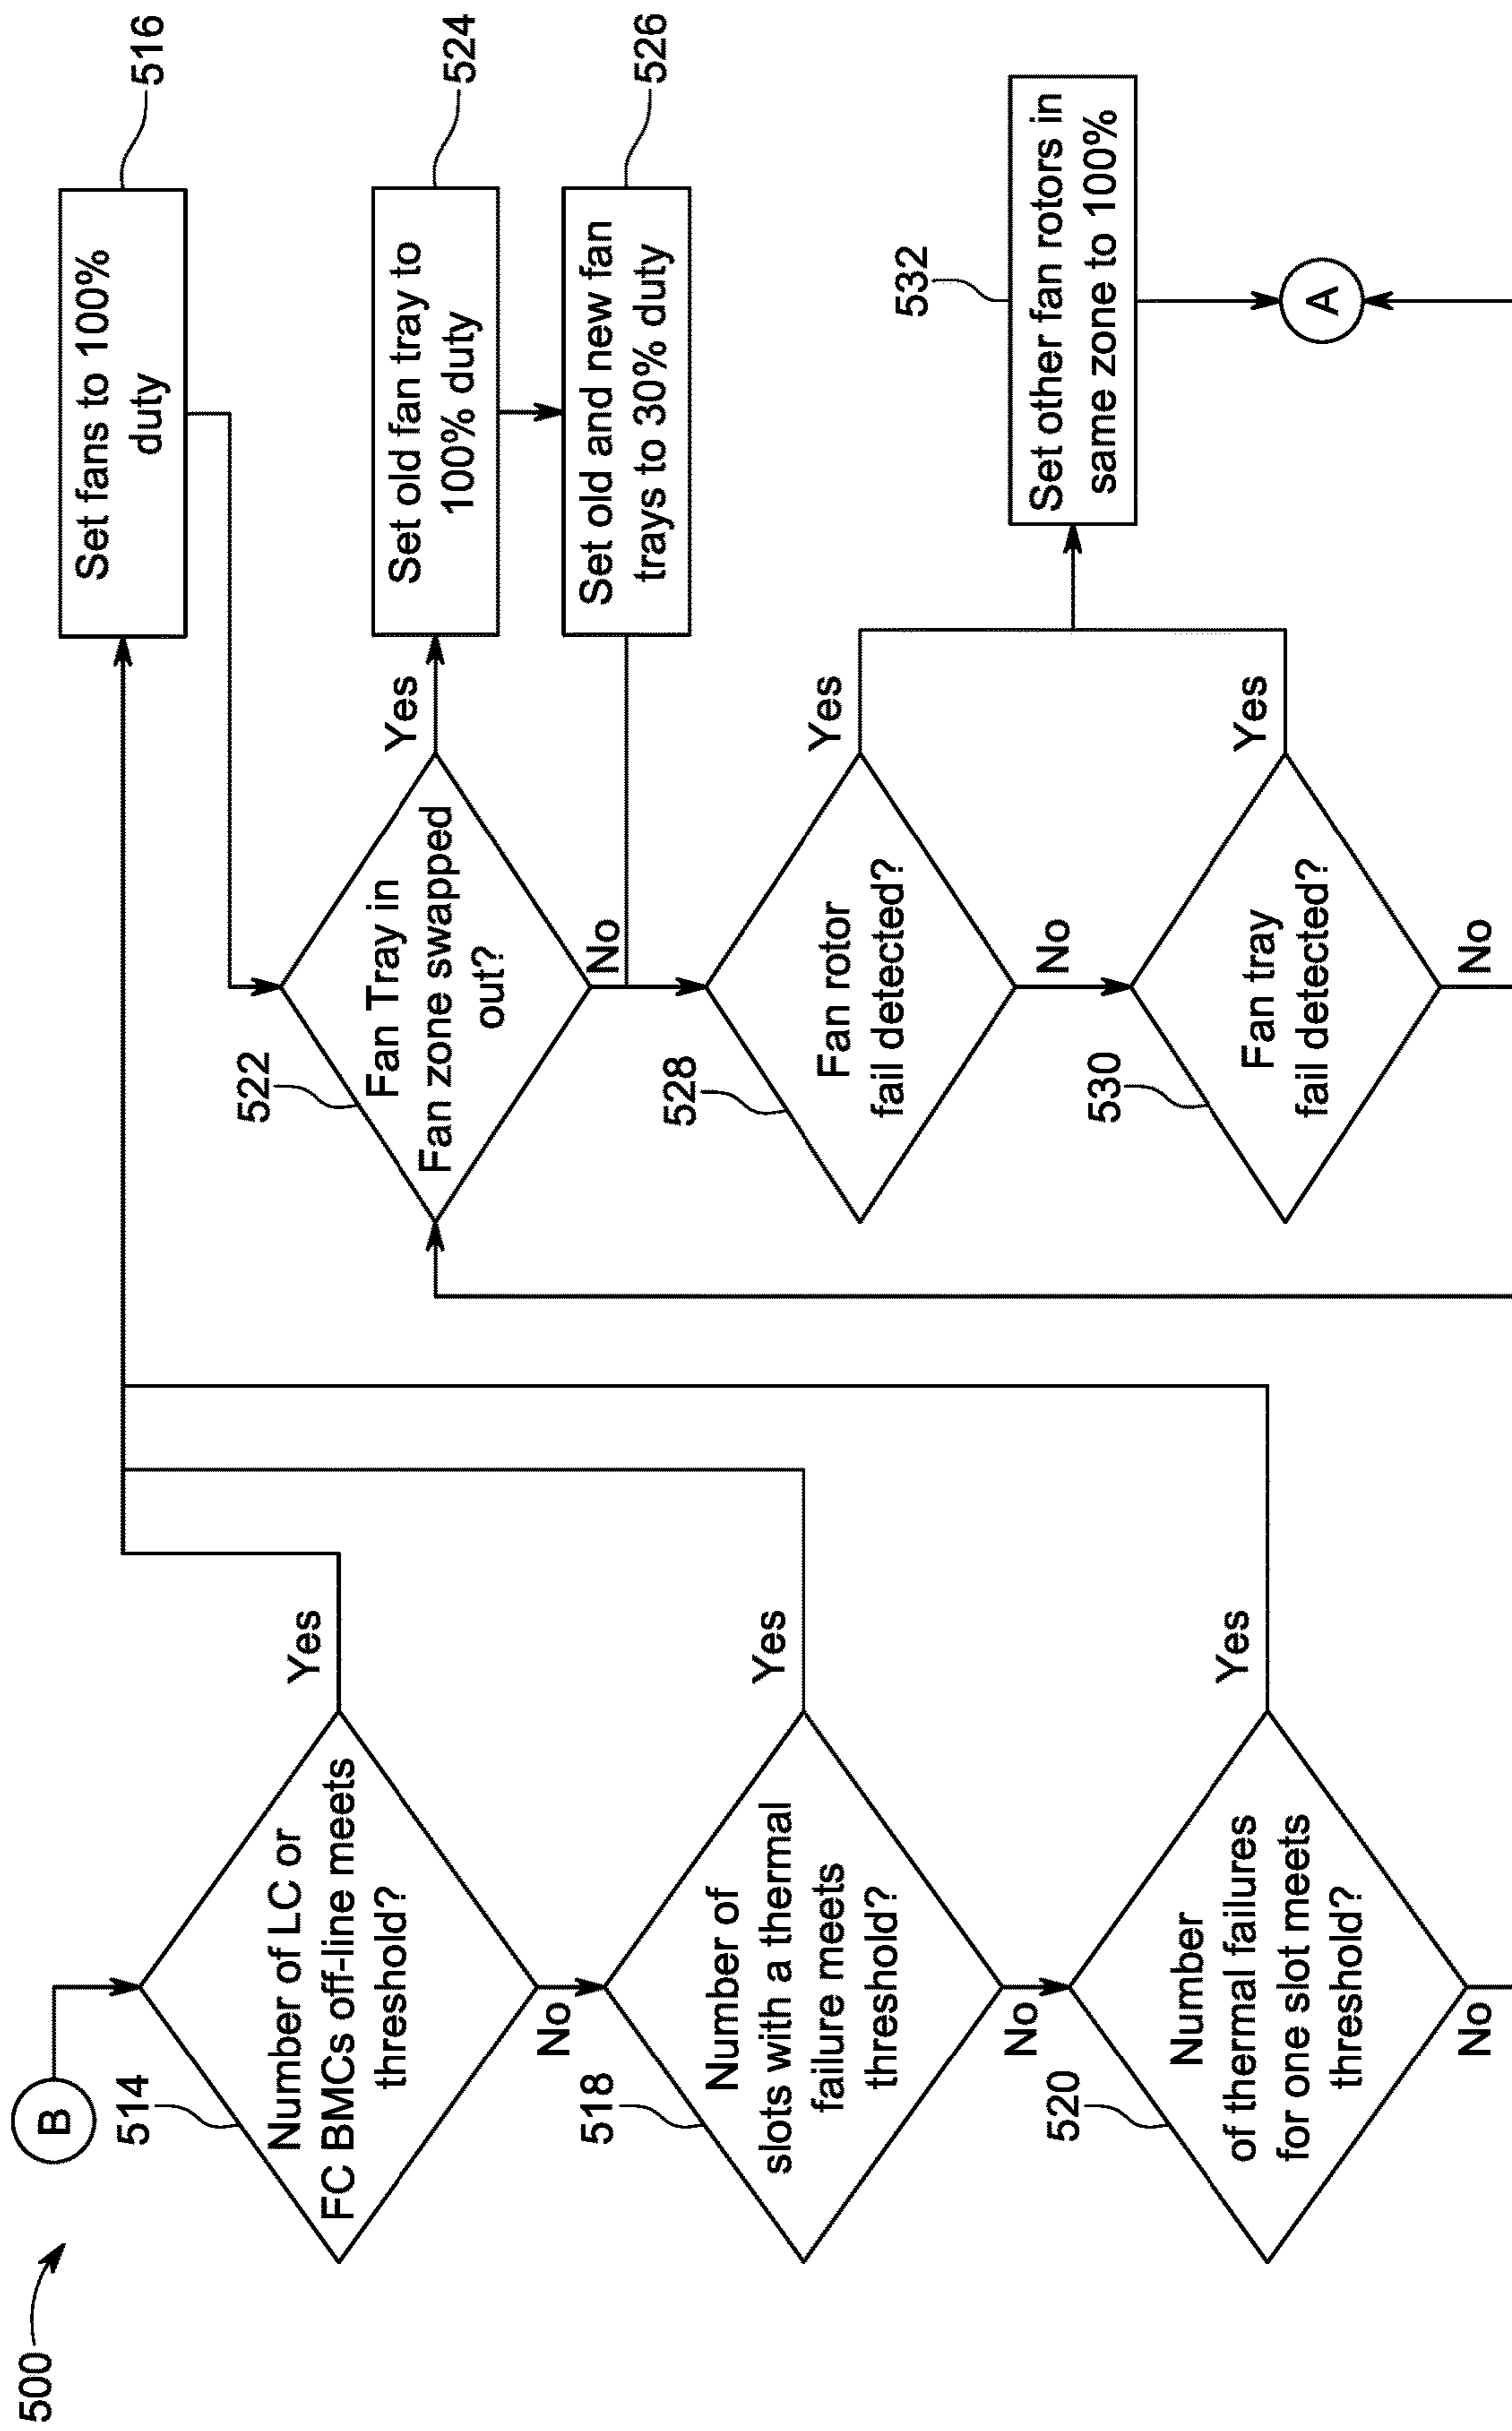 500
B
514
Number of LC or
FC BMCs off-line meets
threshold?
Yes
No
518
Number of
slots with a thermal
failure meets
threshold?
Yes
No
520
Number
of thermal failures
for one slot meets
threshold?
Yes
No
Set fans to 100%
duty
516
522
Fan Tray in
Fan zone swapped
out?
Yes
No
Set old fan tray to
100% duty
524
Set old and new fan
trays to 30% duty
526
528
Fan rotor
fail detected?
Yes
No
530
Fan tray
fail detected?
Yes
No
532
Set other fan rotors in
same zone to 100%
A